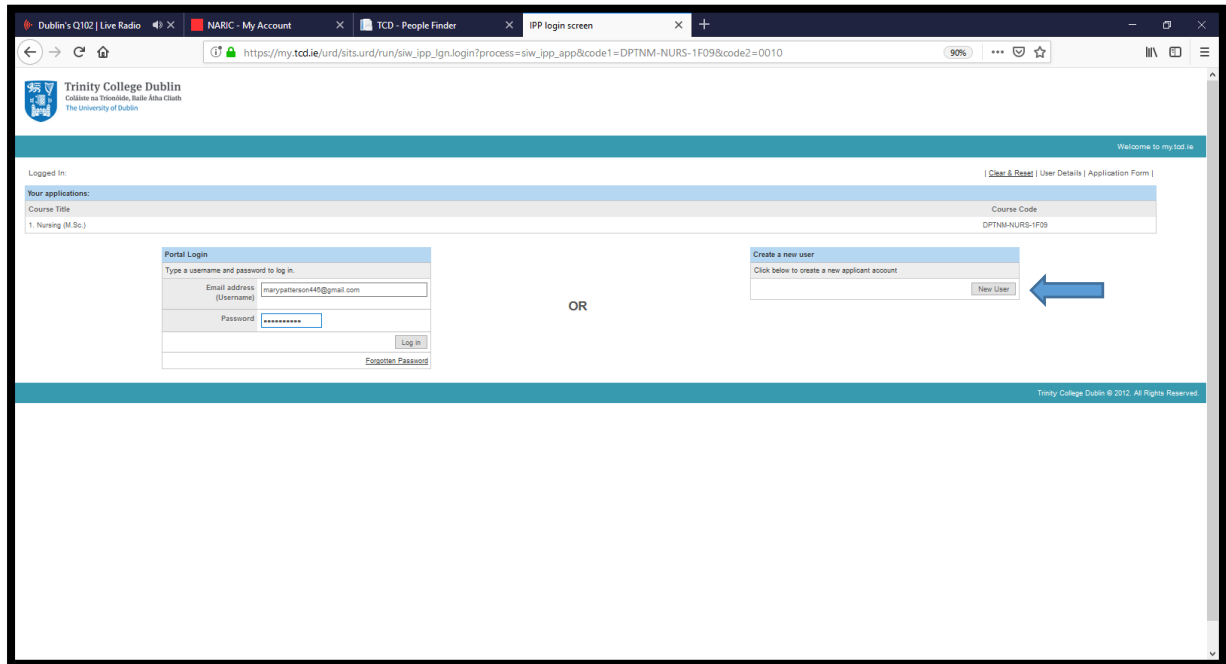 Dublin's Q102 | Live Radio
NARIC - My Account
TCD - People Finder
IPP login screen
https://my.tcd.ie/urd/sits.urd/run/siw_ipp_lgn.login?process=siw_ipp_app&code1=DPTNM-NURS-1F09&code2=0010
90%
Trinity College Dublin
Coláiste na Tríonóide, Baile Átha Cliath
The University of Dublin
Welcome to my.tcd.ie
Logged In:
| Clear & Reset | User Details | Application Form |
Your applications:
Course Title Course Code
1. Nursing (M.Sc.) DPTNM-NURS-1F09
Portal Login
Type a username and password to log in.
Email address
(Username)
marypatterson446@gmail.com
Password
••••••••••
Log in
Forgotten Password
OR
Create a new user
Click below to create a new applicant account
New User
Trinity College Dublin © 2012. All Rights Reserved.